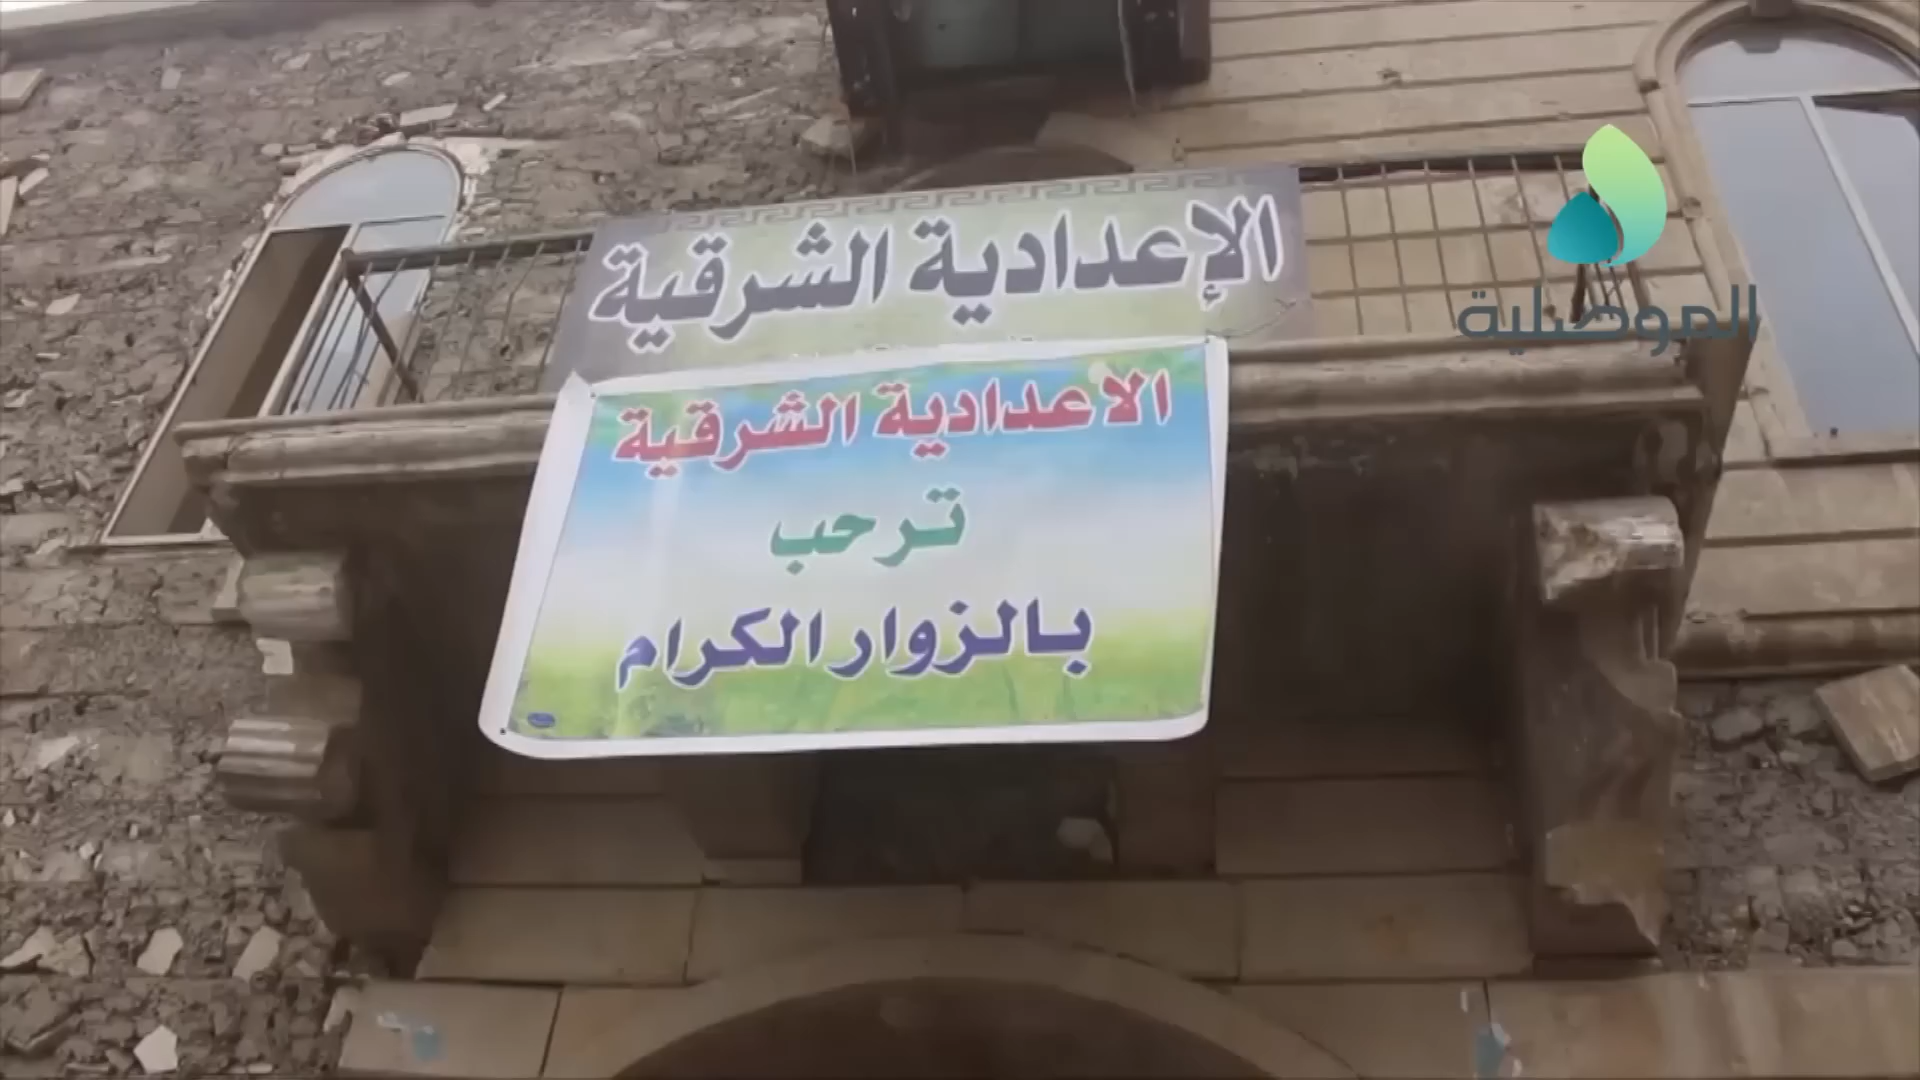 الإعدادية الشرقية
الموصلية
الاعدادية الشرقية
ترحب
بالزوار الكرام